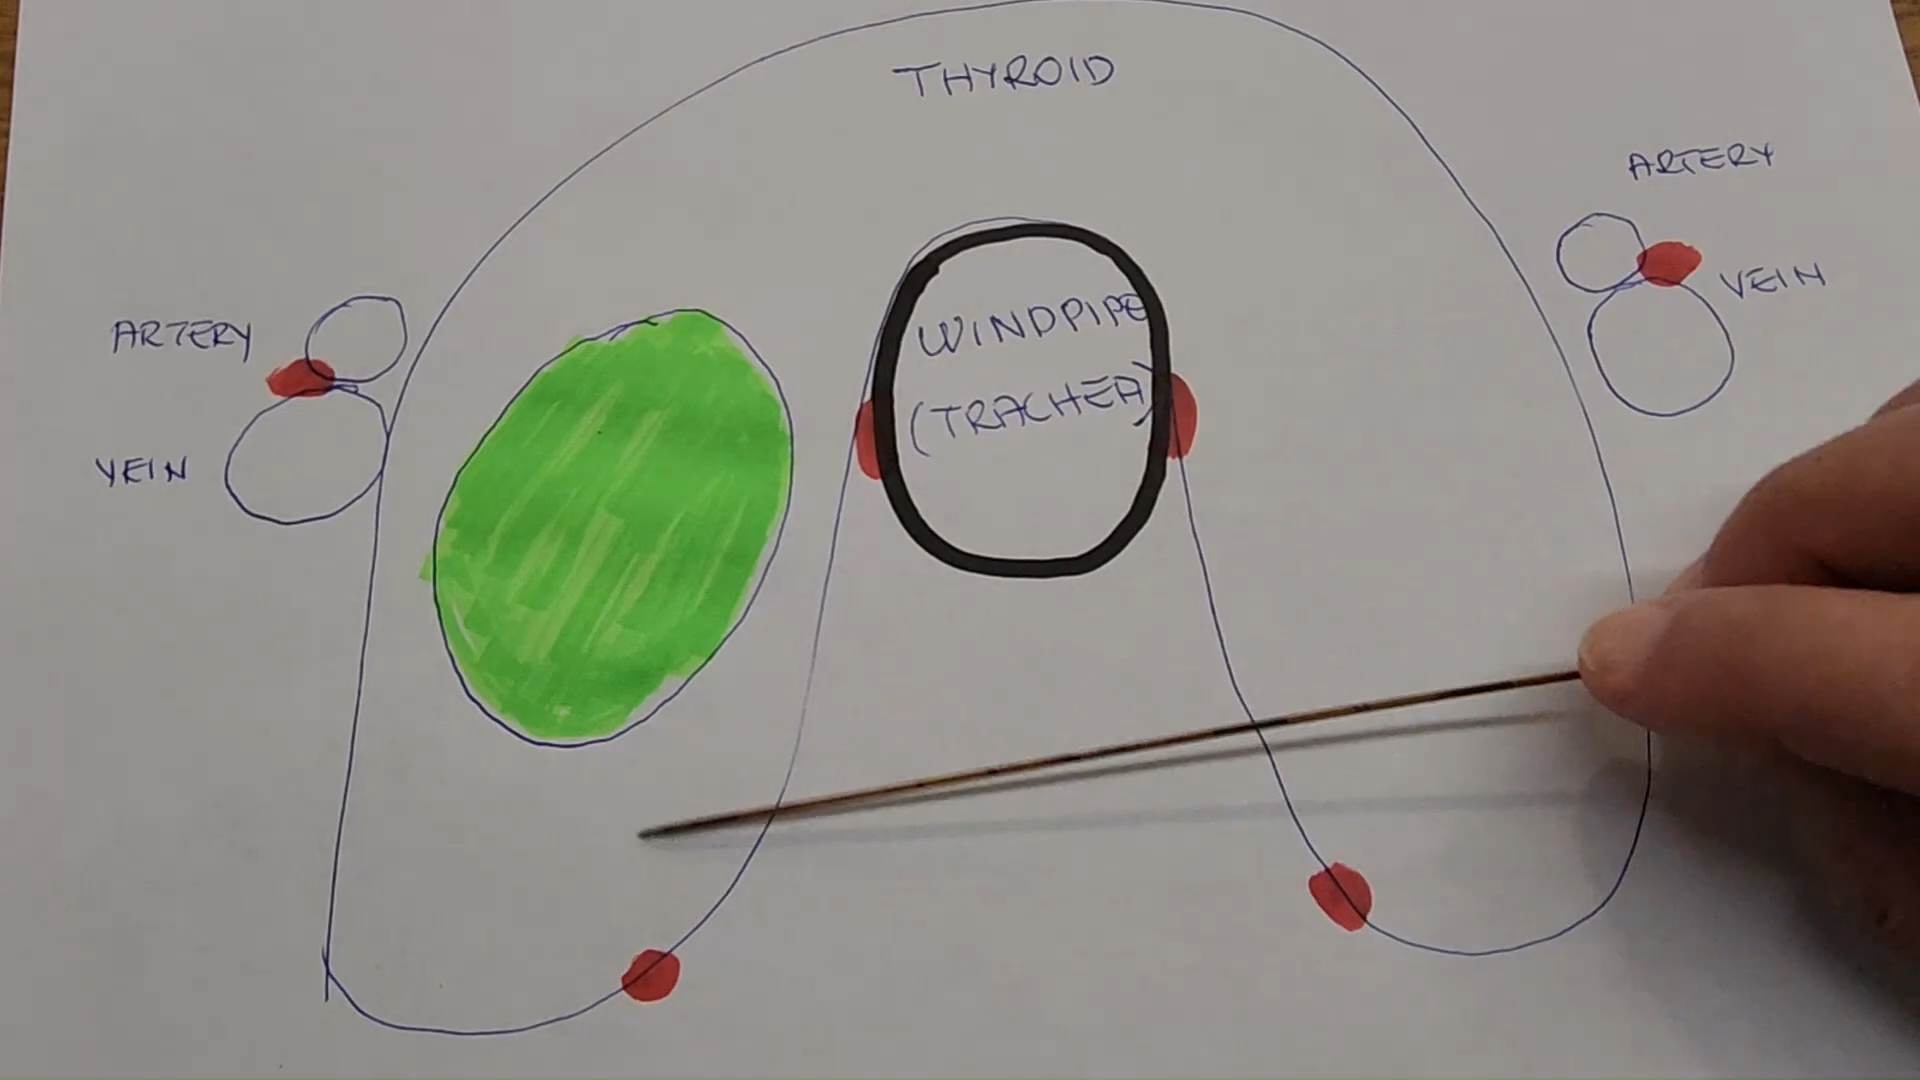 THYROID
ARTERY
VEIN
ARTERY
VEIN
WINDPIPE
(TRACHEA)